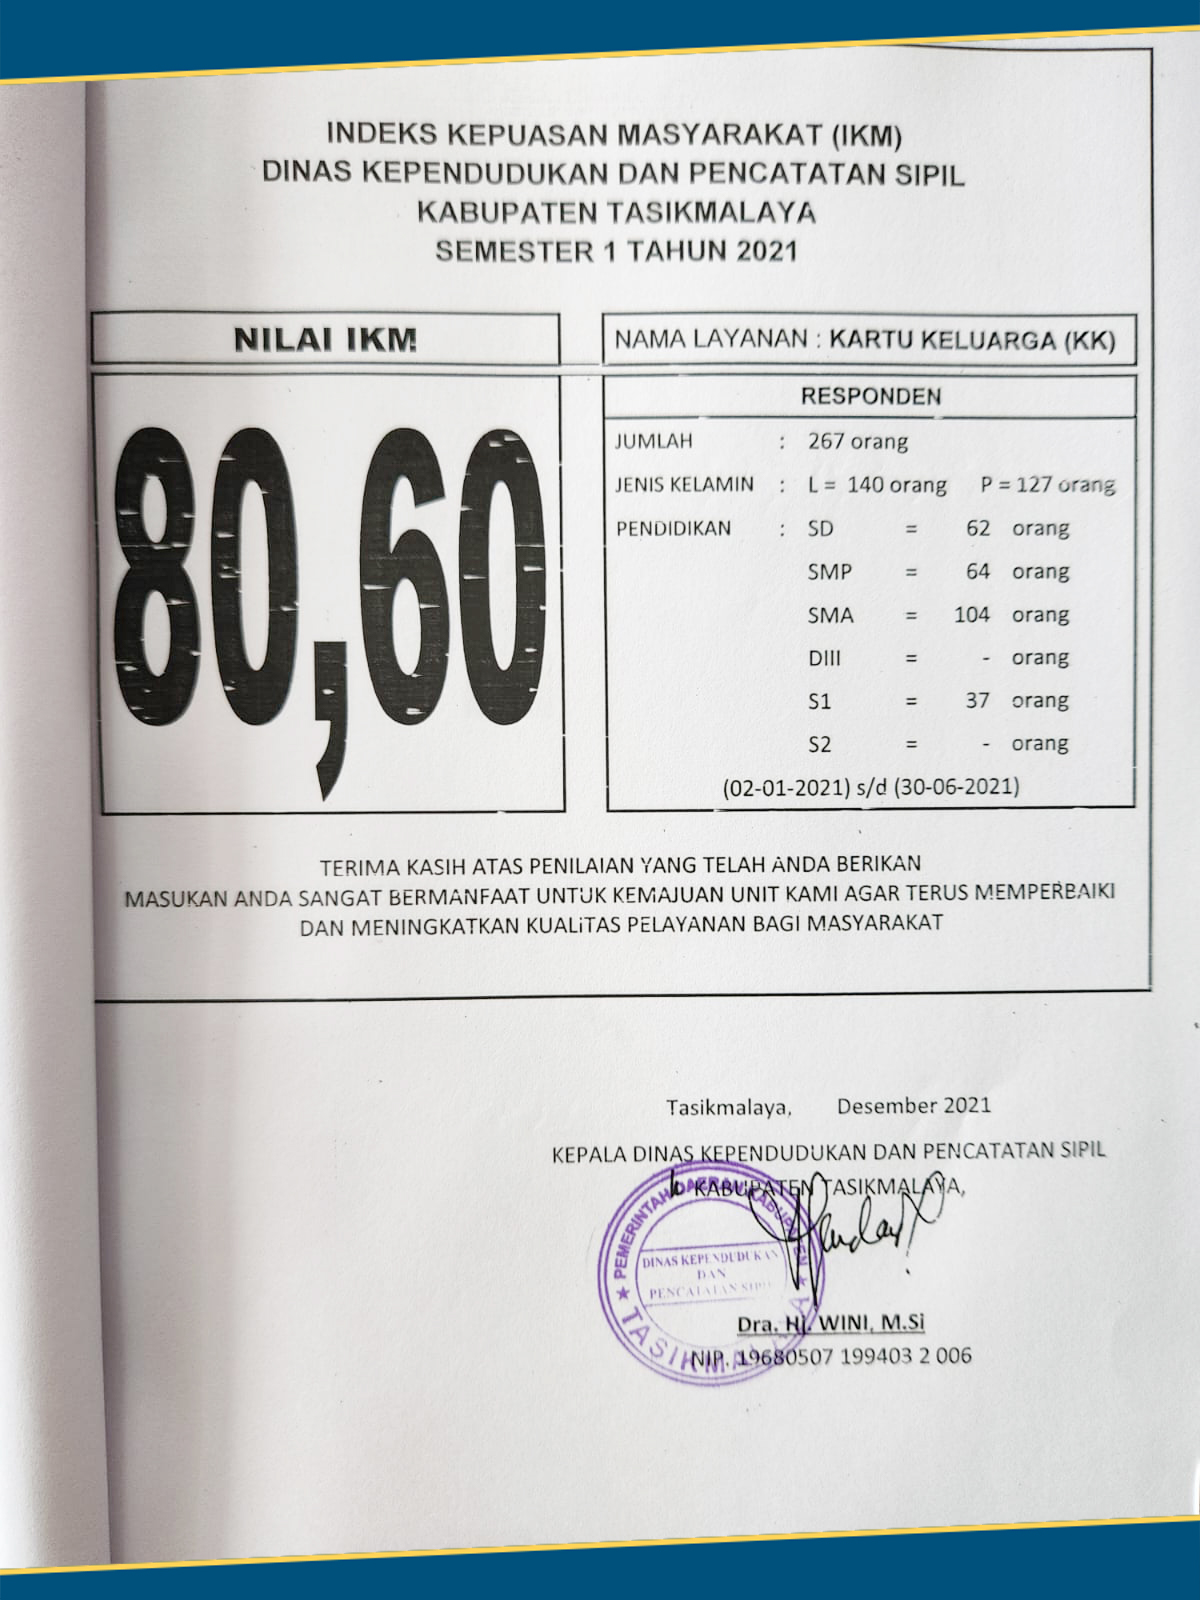 INDEKS KEPUASAN MASYARAKAT (IKM)
DINAS KEPENDUDUKAN DAN PENCATATAN SIPIL
KABUPATEN TASIKMALAYA
SEMESTER 1 TAHUN 2021
NILAI IKM
80,60
NAMA LAYANAN : KARTU KELUARGA (KK)
RESPONDEN
JUMLAH : 267 orang
JENIS KELAMIN : L = 140 orang P = 127 orang
PENDIDIKAN : SD = 62 orang
SMP = 64 orang
SMA = 104 orang
DIII = - orang
S1 = 37 orang
S2 = - orang
(02-01-2021) s/d (30-06-2021)
TERIMA KASIH ATAS PENILAIAN YANG TELAH ANDA BERIKAN
MASUKAN ANDA SANGAT BERMANFAAT UNTUK KEMAJUAN UNIT KAMI AGAR TERUS MEMPERBAIKI
DAN MENINGKATKAN KUALITAS PELAYANAN BAGI MASYARAKAT
Tasikmalaya, Desember 2021
KEPALA DINAS KEPENDUDUKAN DAN PENCATATAN SIPIL
KABUPATEN TASIKMALAYA,
PEMERINTAH DAERAH KABUPATEN
DINAS KEPENDUDUKAN
DAN
PENCATATAN SIPIL
TASIKMALAYA
Dra. Hj. WINI, M.Si
NIP. 19680507 199403 2 006